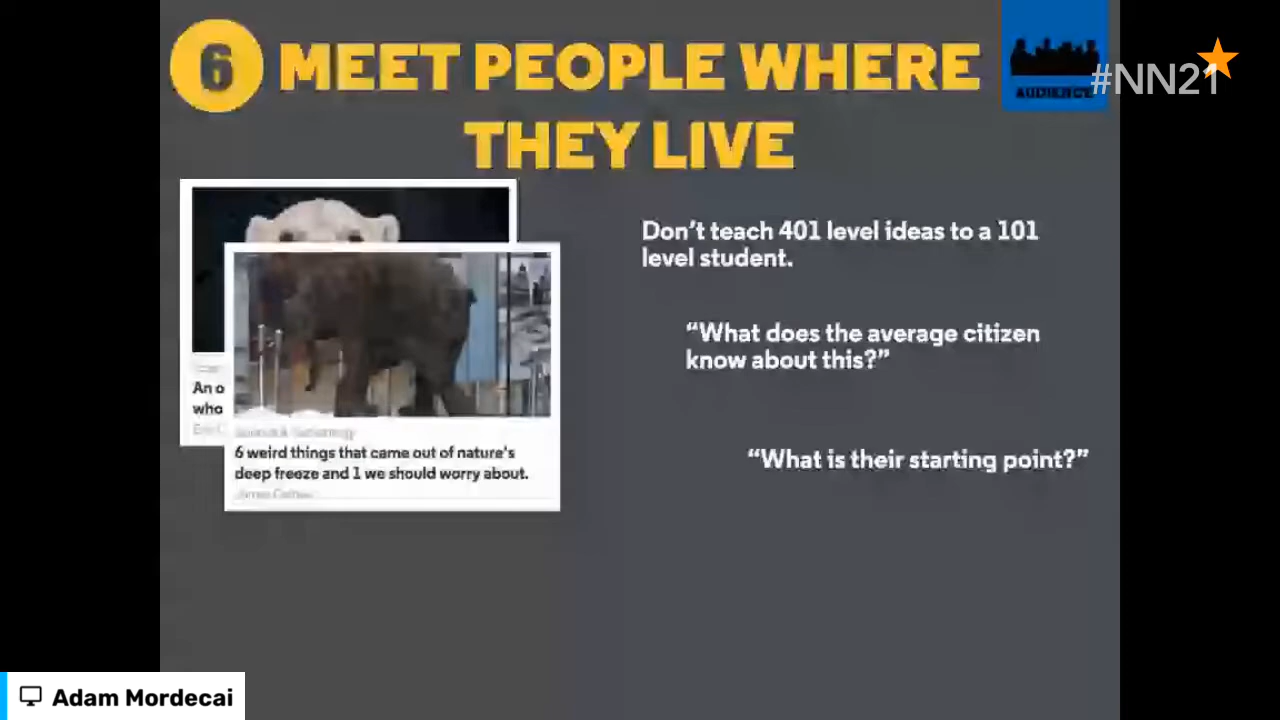 6 MEET PEOPLE WHERE
THEY LIVE
AUDIENCE
#NN21
Don't teach 401 level ideas to a 101
level student.
“What does the average citizen
know about this?”
“What is their starting point?”
An o
who
6 weird things that came out of nature's
deep freeze and 1 we should worry about.
Adam Mordecai